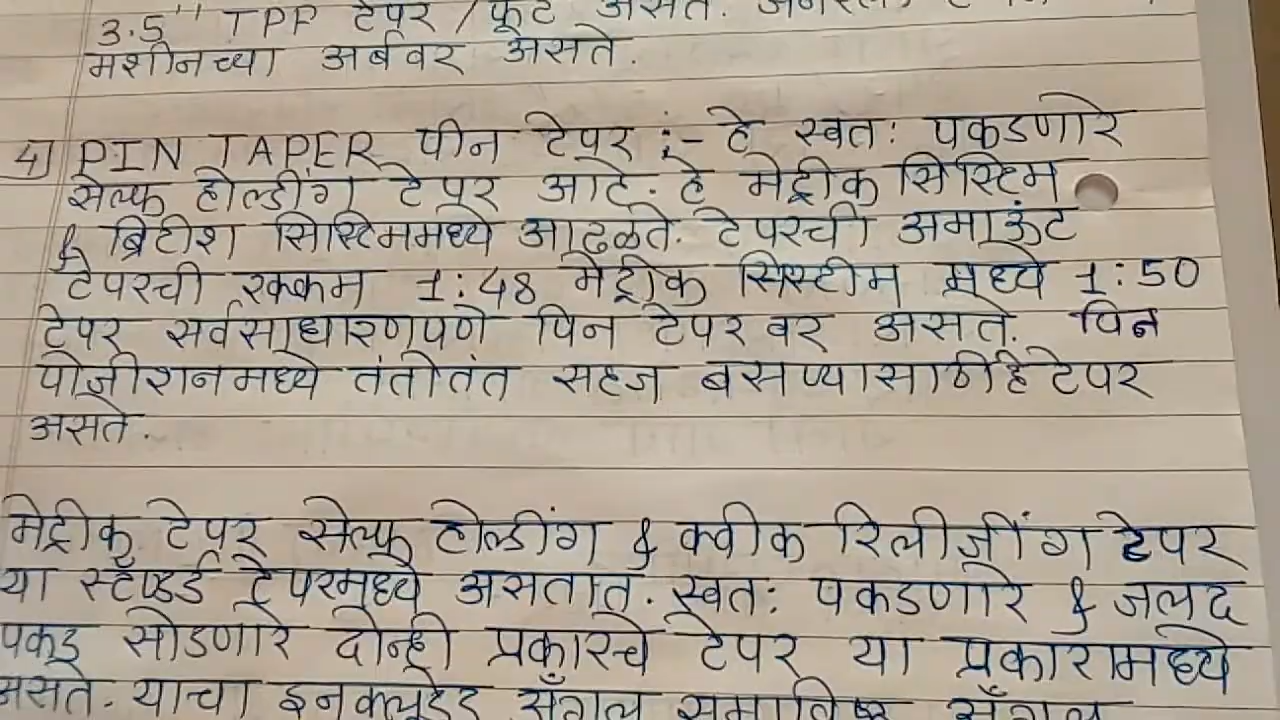 3.5" TPF टेपर / फूट असते.
मशीनच्या अर्बवर असते.
4) PIN TAPER पीन टेपर :- हे स्वतः पकडणारे
सेल्फ होल्डींग टेपर आहे. हे मेट्रीक सिस्टिम
& ब्रिटीश सिस्टिममध्ये आढळते. टेपरची अमाऊंट
टेपरची रक्कम 1:48 मेट्रीक सिस्टीम मध्ये 1:50
टेपर सर्वसाधारणपणे पिन टेपर वर असते. पिन
पोजीशनमध्ये तंतोतंत सहज बसण्यासाठी हे टेपर
असते.
मेट्रीक टेपर सेल्फ होल्डींग & क्वीक रिलीजींग टेपर
या स्टँण्डर्ड टेपरमध्ये असतात. स्वतः पकडणारे & जलद
पकड सोडणारे दोन्ही प्रकारचे टेपर या प्रकारामध्ये
असते. याचा इनक्लूडेड अँगल समाविष्ट अँगल